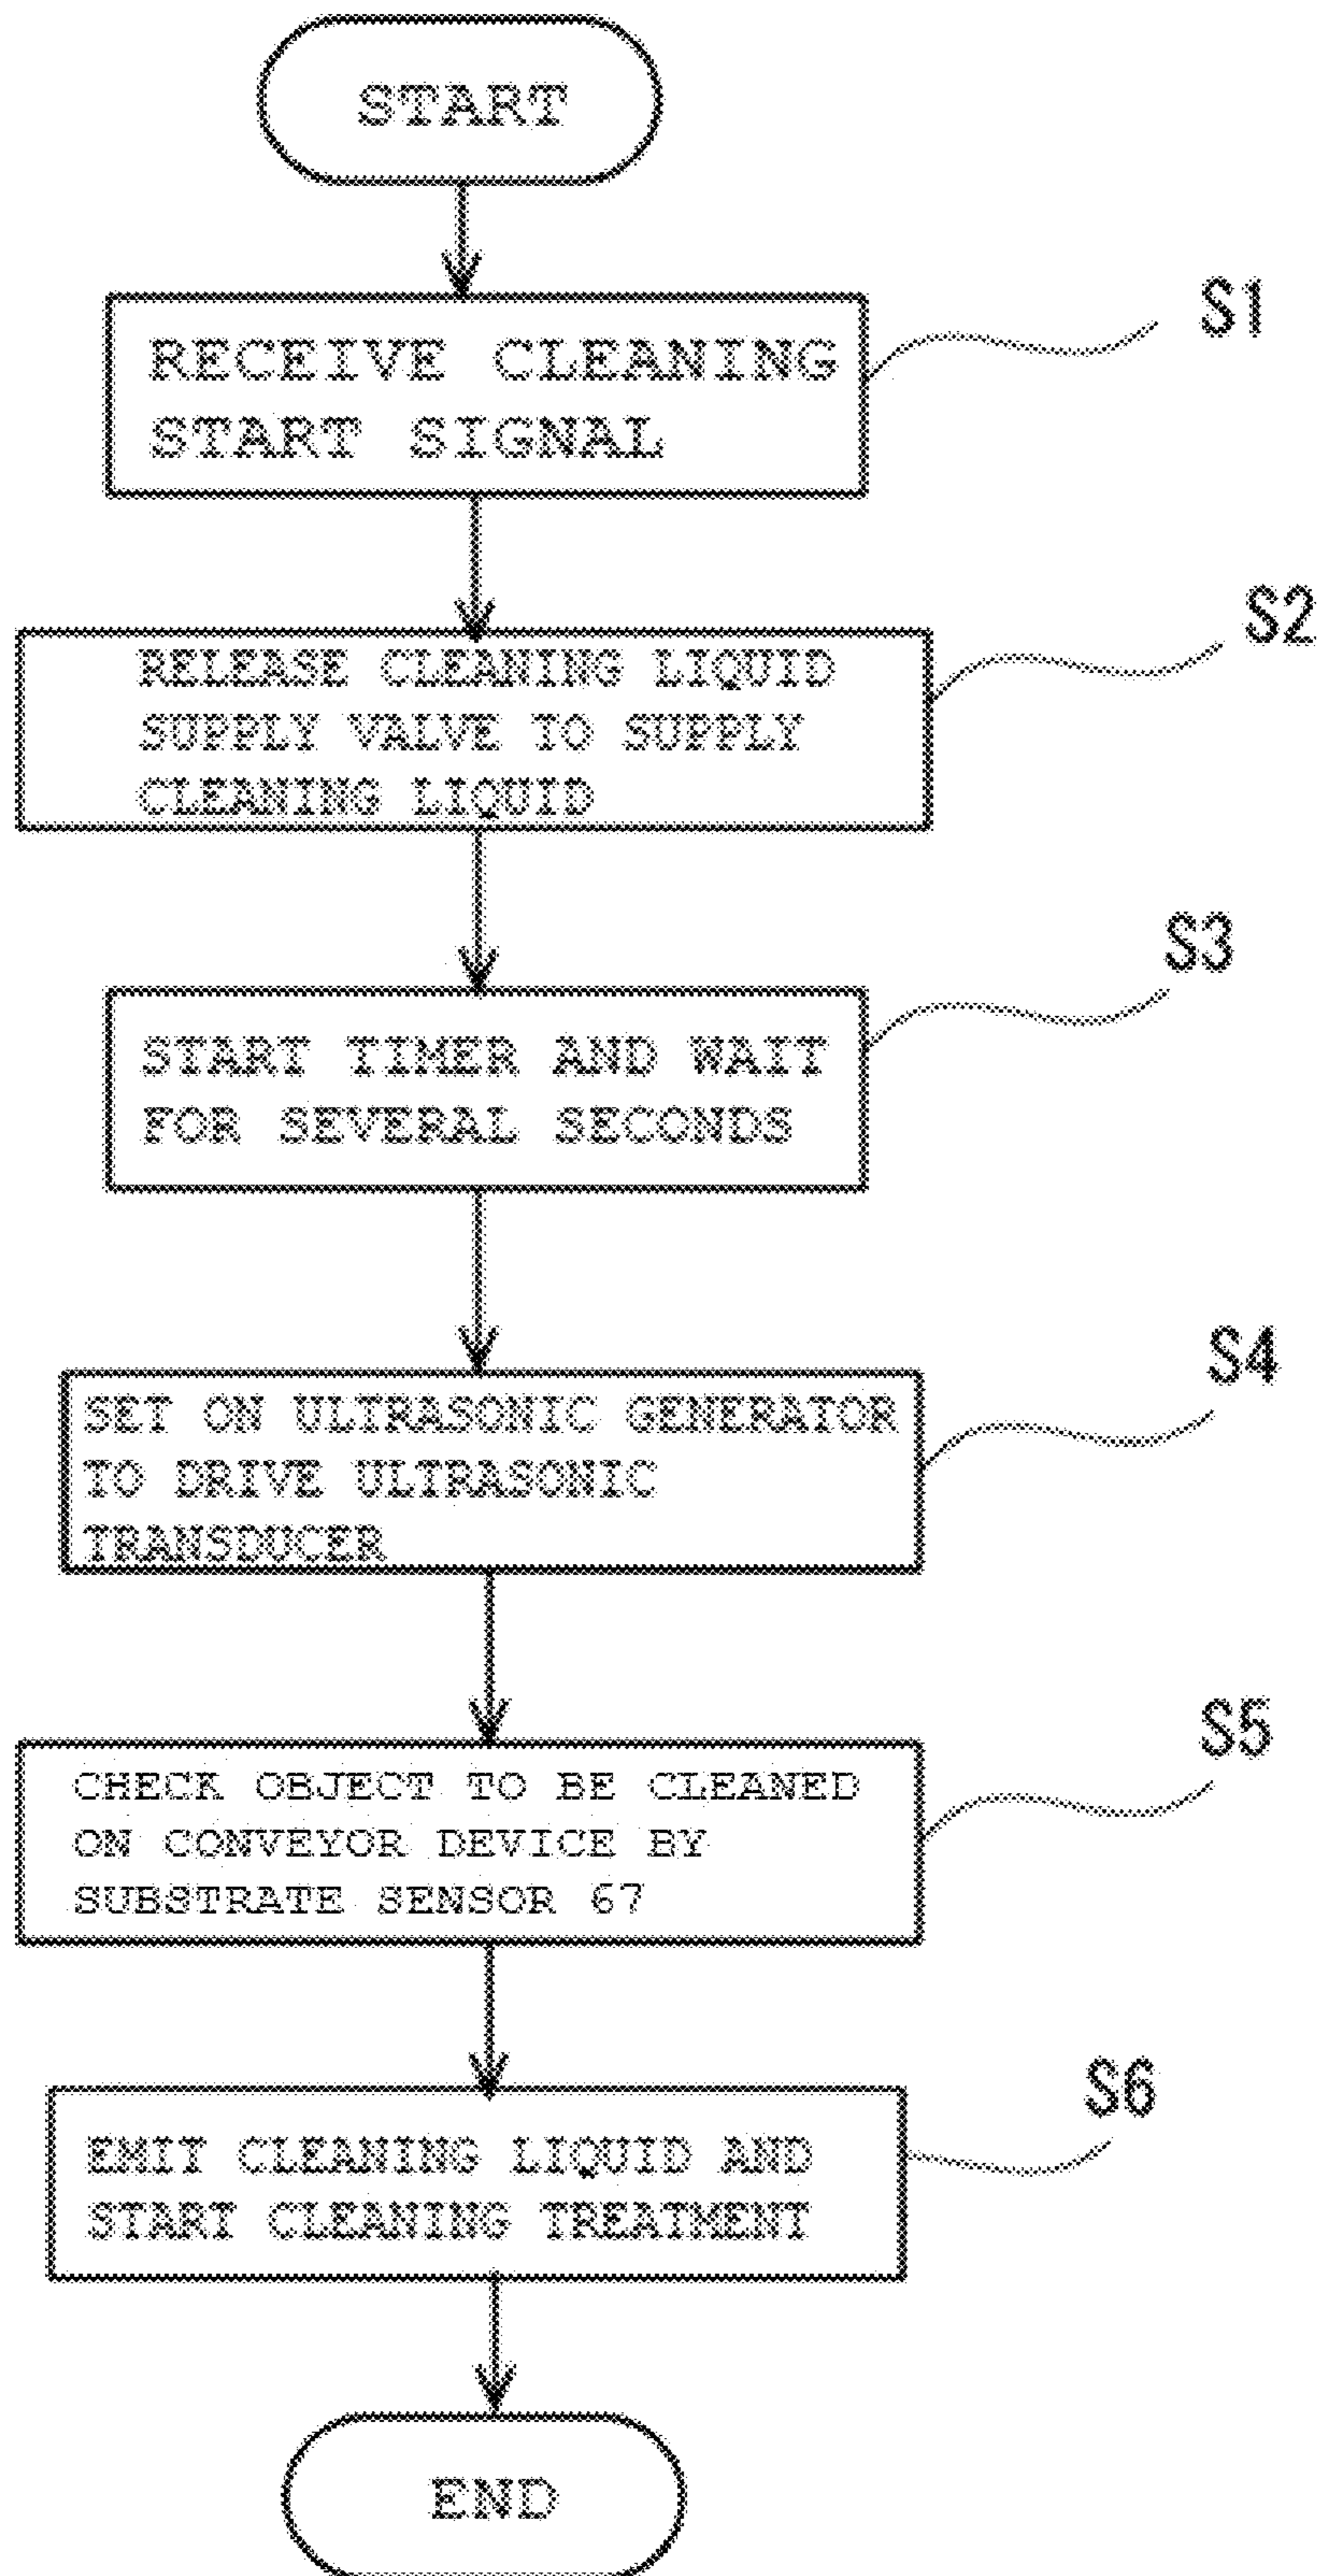 START
RECEIVE CLEANING
START SIGNAL
S1
RELEASE CLEANING LIQUID
SUPPLY VALVE TO SUPPLY
CLEANING LIQUID
S2
START TIMER AND WAIT
FOR SEVERAL SECONDS
S3
SET ON ULTRASONIC GENERATOR
TO DRIVE ULTRASONIC
TRANSDUCER
S4
CHECK OBJECT TO BE CLEANED
ON CONVEYOR DEVICE BY
SUBSTRATE SENSOR 67
S5
EMIT CLEANING LIQUID AND
START CLEANING TREATMENT
S6
END